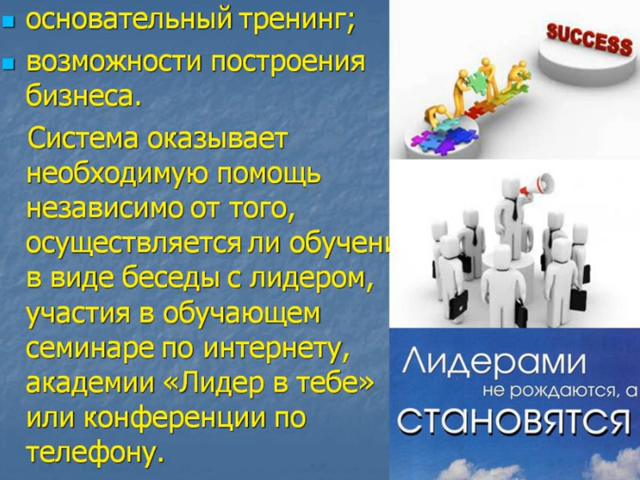 основательный тренинг;
возможности построения
бизнеса.
Система оказывает
необходимую помощь
независимо от того,
осуществляется ли обучени
в виде беседы с лидером,
участия в обучающем
семинаре по интернету,
академии «Лидер в тебе»
или конференции по
телефону.
SUCCESS
Лидерами
не рождаются, а
становятся